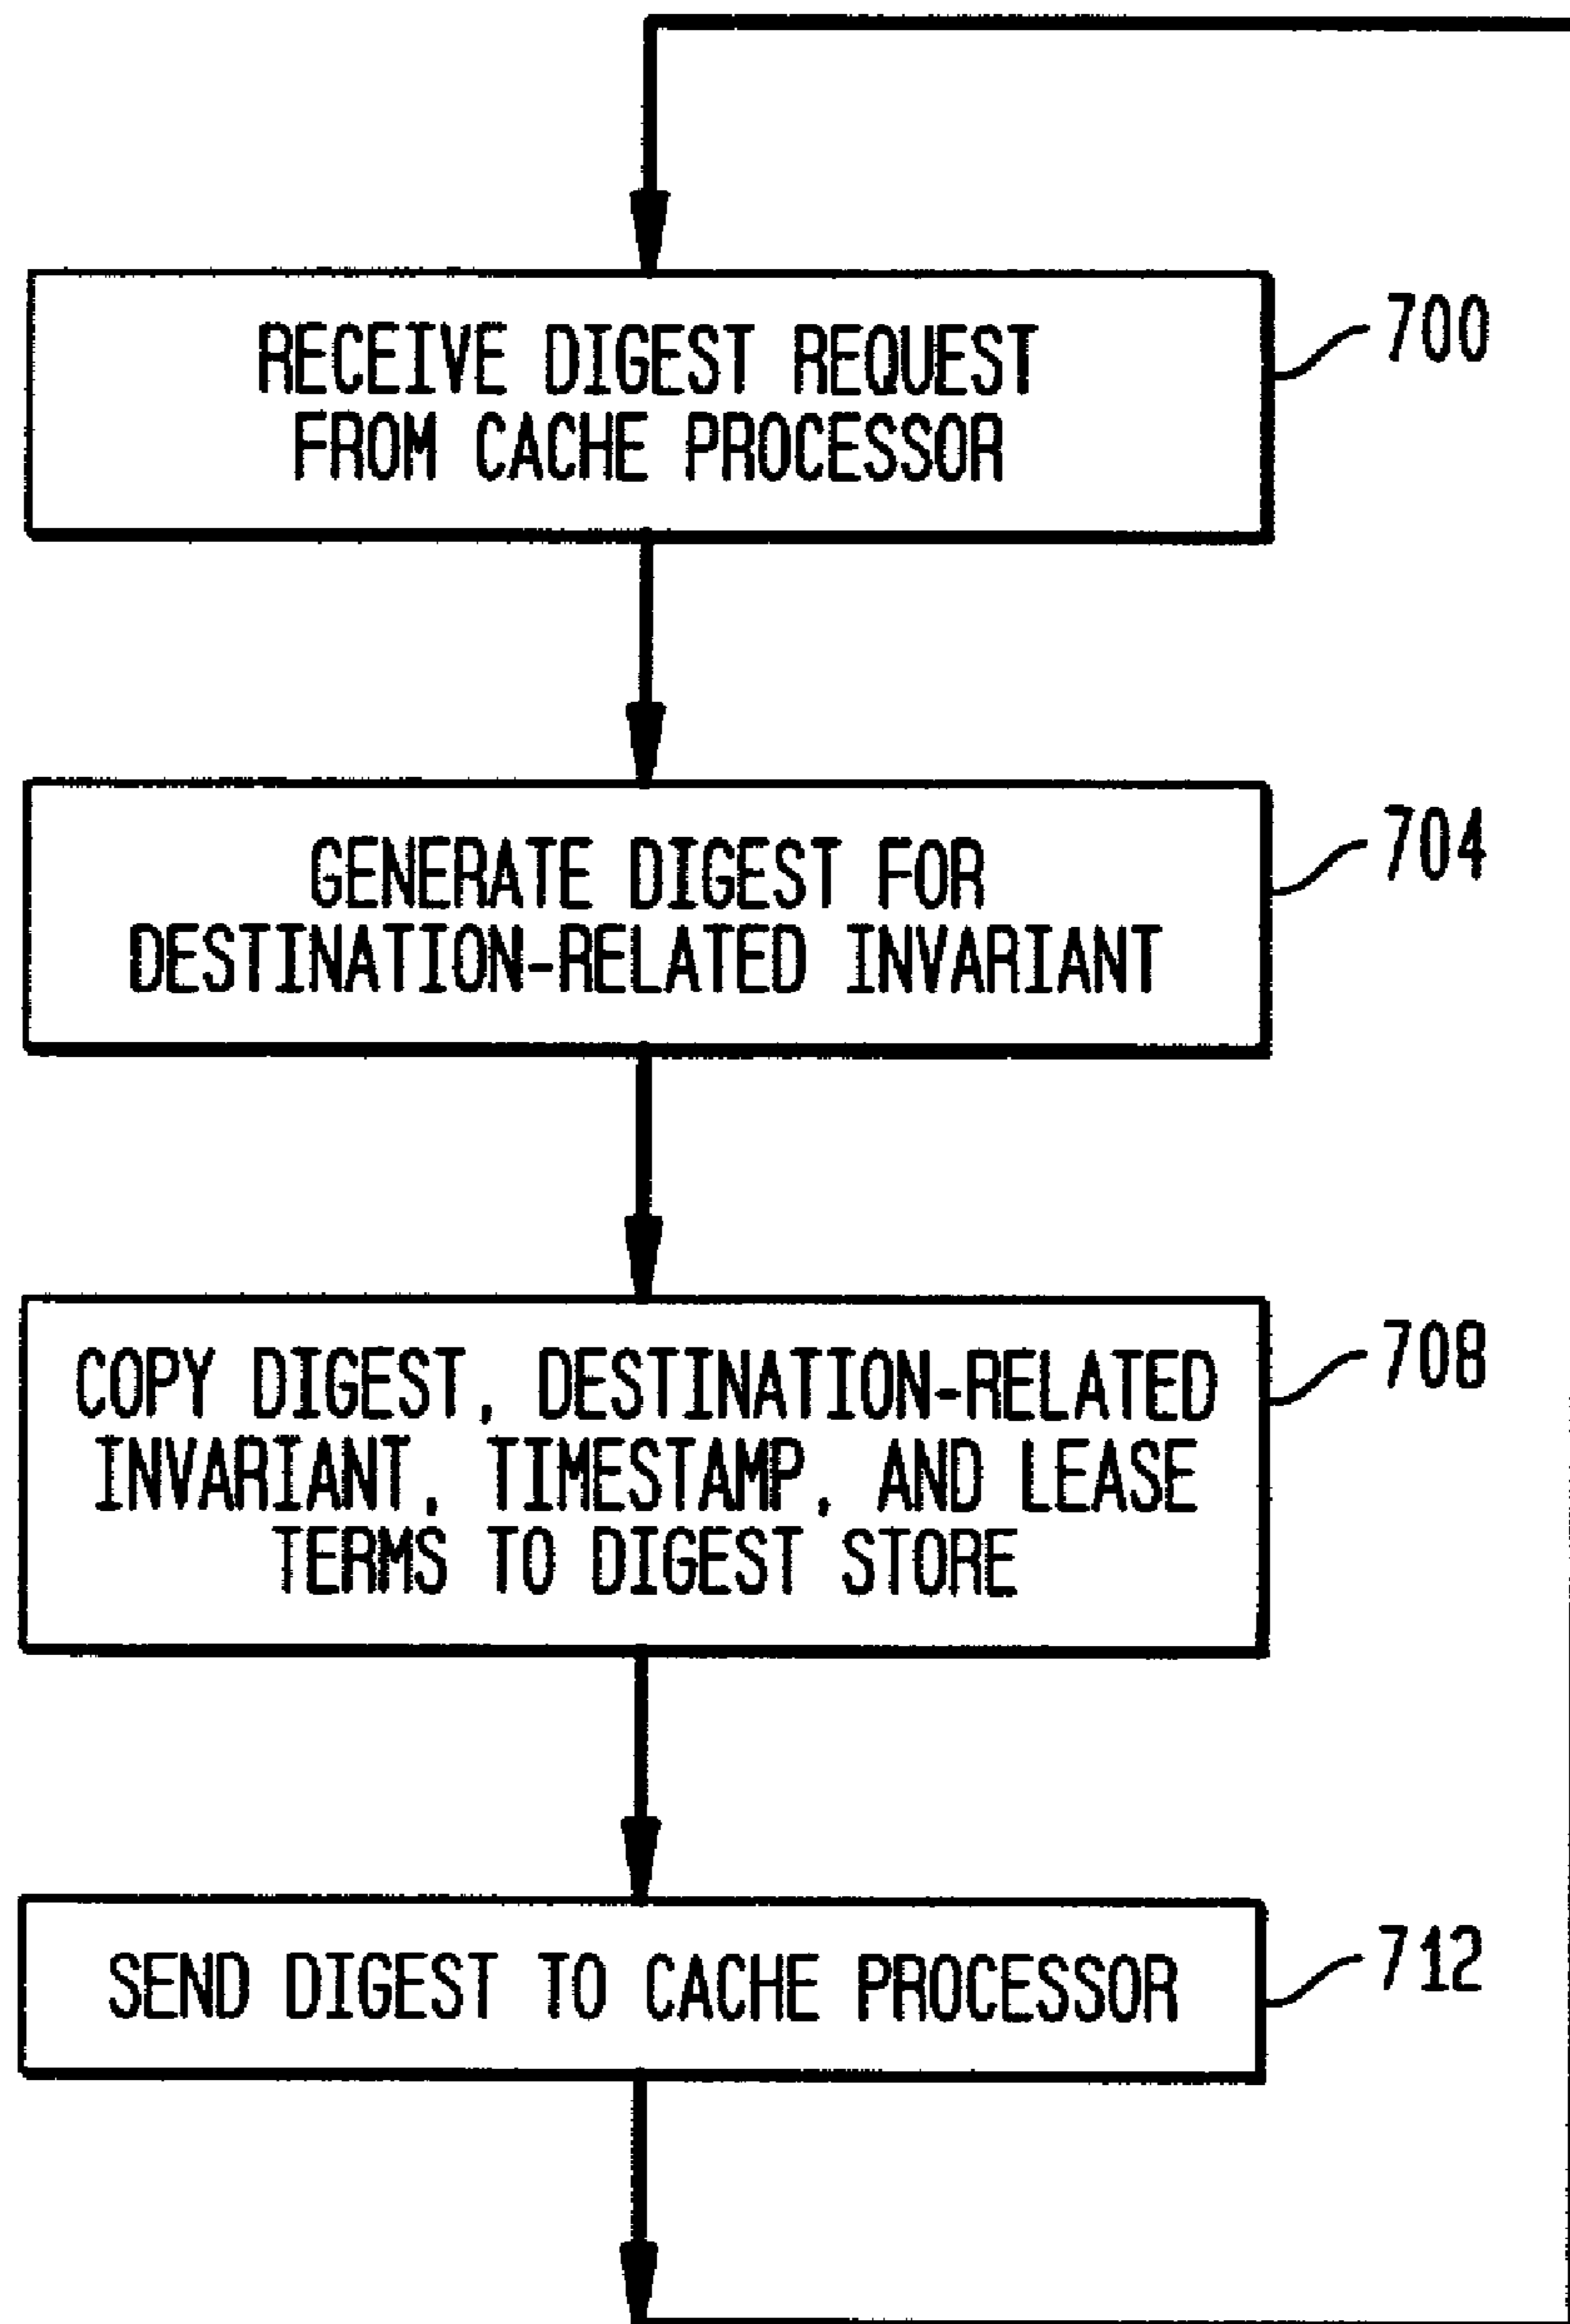 RECEIVE DIGEST REQUEST
FROM CACHE PROCESSOR
700
GENERATE DIGEST FOR
DESTINATION-RELATED INVARIANT
704
COPY DIGEST, DESTINATION-RELATED
INVARIANT, TIMESTAMP, AND LEASE
TERMS TO DIGEST STORE
708
SEND DIGEST TO CACHE PROCESSOR
712